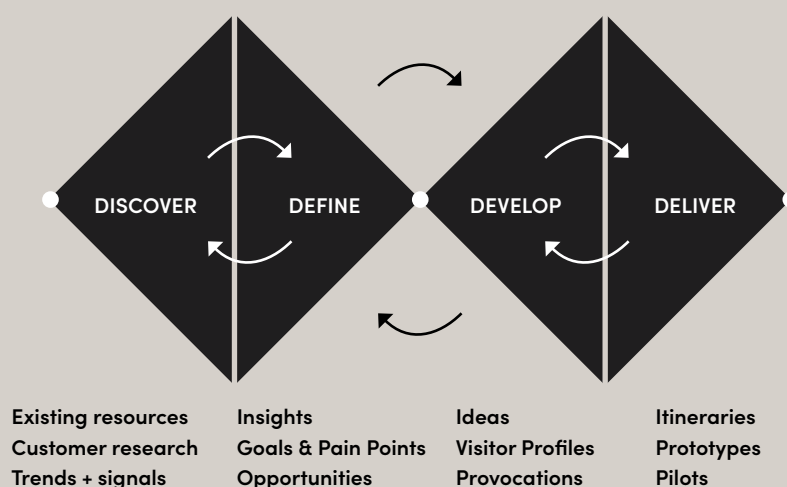 DISCOVER
DEFINE
DEVELOP
DELIVER
Existing resources
Customer research
Trends + signals
Insights
Goals & Pain Points
Opportunities
Ideas
Visitor Profiles
Provocations
Itineraries
Prototypes
Pilots